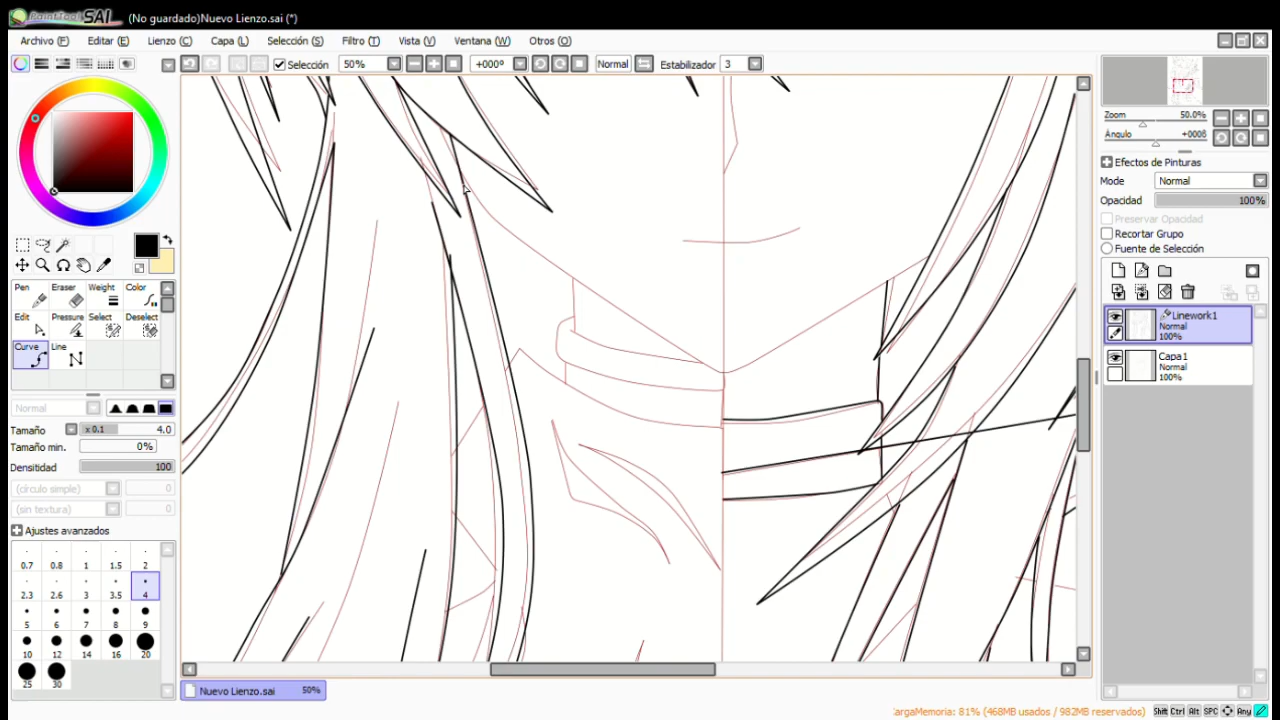 PaintTool SAI (No guardado)Nuevo Lienzo.sai (*)
Archivo (F) Editar (E) Lienzo (C) Capa (L) Selección (S) Filtro (T) Vista (V) Ventana (W) Otros (O)
Selección 50% +000° Normal Estabilizador 3
Zoom 50.0%
Ángulo
Efectos de Pinturas
Mode Normal
Opacidad 100%
Preservar Opacidad
Recortar Grupo
Fuente de Selección
Linework1
Normal
100%
Capa1
Normal
100%
Pen Eraser Weight Color
Edit Pressure Select Deselect
Curve Line
Normal
Tamaño x 0.1 4.0
Tamaño min. 0%
Densitidad 100
(círculo simple) 0
(sin textura) 0
Ajustes avanzados
0.7 0.8 1 1.5 2
2.3 2.6 3 3.5 4
5 6 7 8 9
10 12 14 16 20
25 30
Nuevo Lienzo.sai 50%
argaMemoria: 81% (468MB usados / 982MB reservados) Shift Ctrl Alt SPC Any